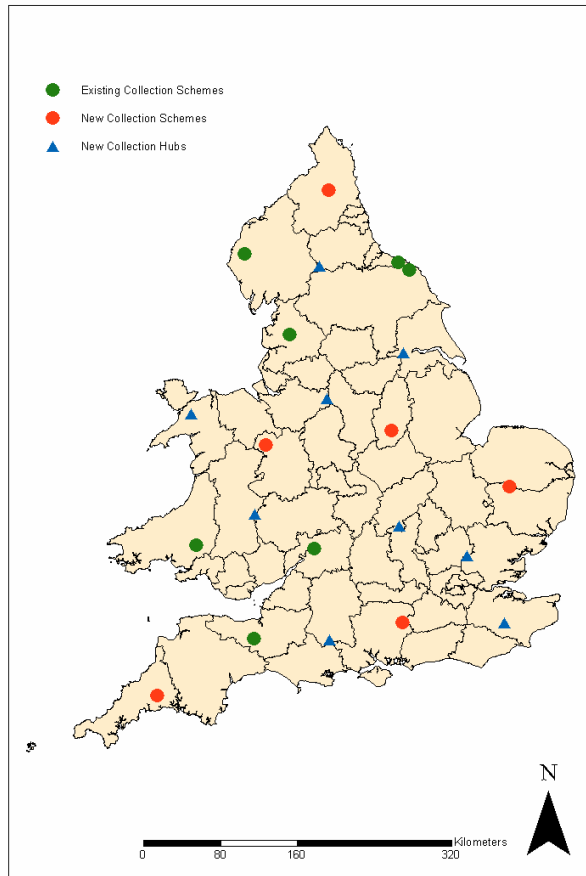 Existing Collection Schemes
New Collection Schemes
New Collection Hubs
N
Kilometers
0 80 160 320